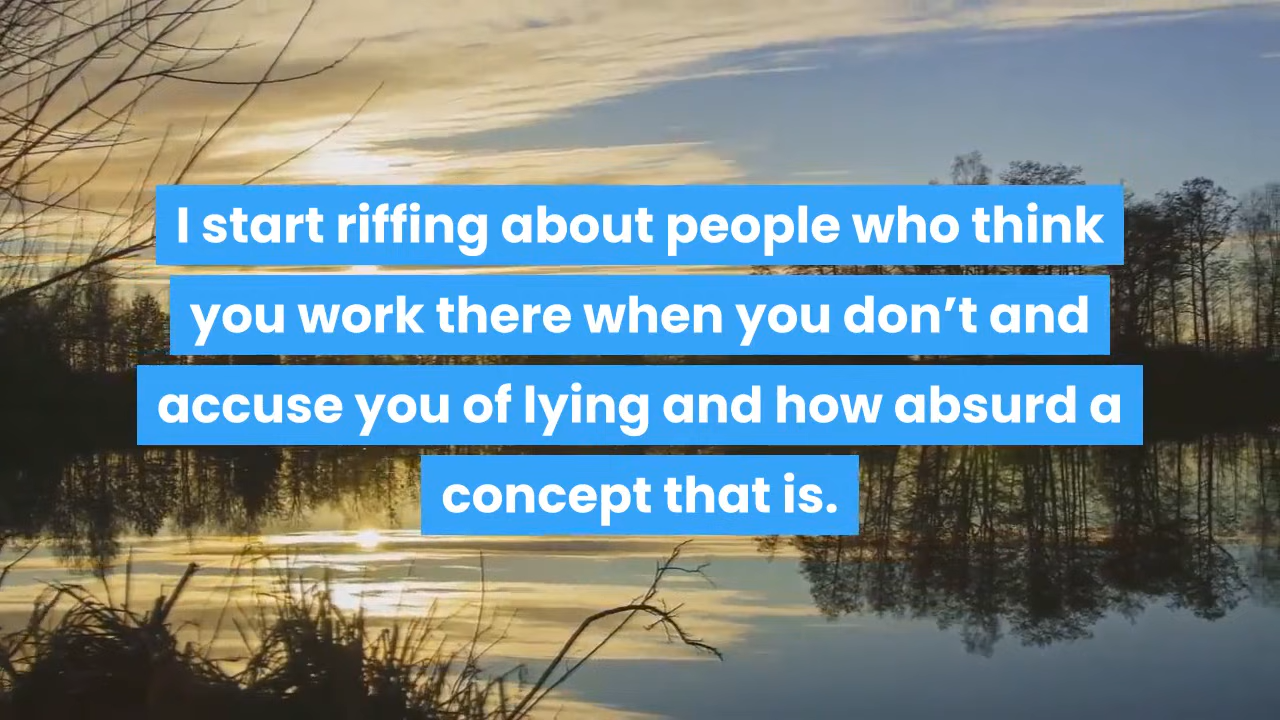 I start riffing about people who think
you work there when you don’t and
accuse you of lying and how absurd a
concept that is.